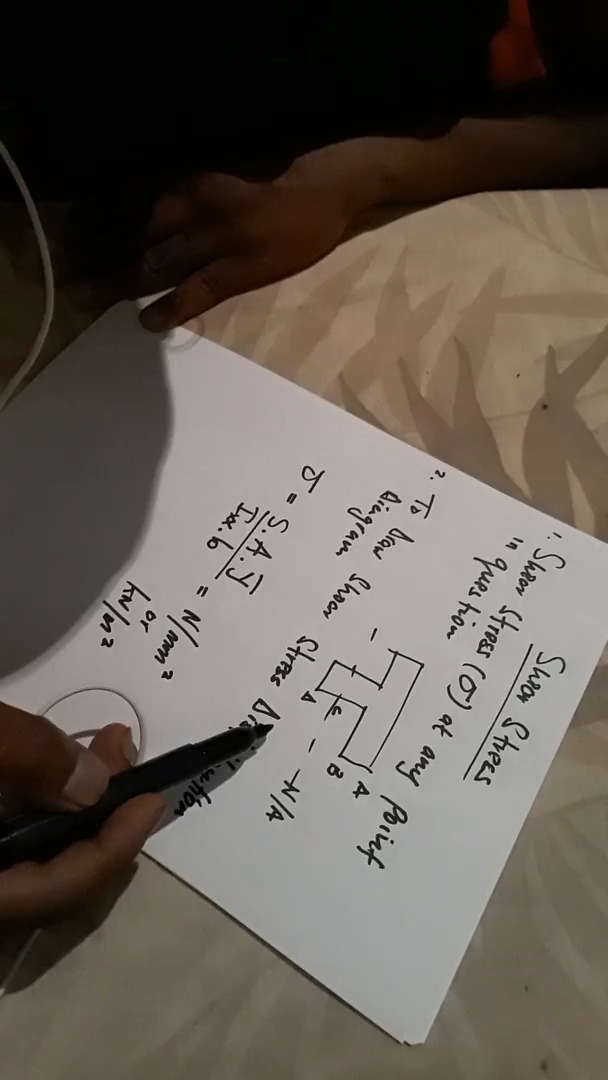 Shear Stress
1. Shear Stress (σ) at any Point
in question
A
B
C
D
- N/A
2. To draw Shear Stress
Diagram
σ = S.A.ȳ / Ixx.b = N/mm²
or
kN/m²